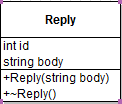 Reply
int id
string body
+Reply(string body)
+~Reply()